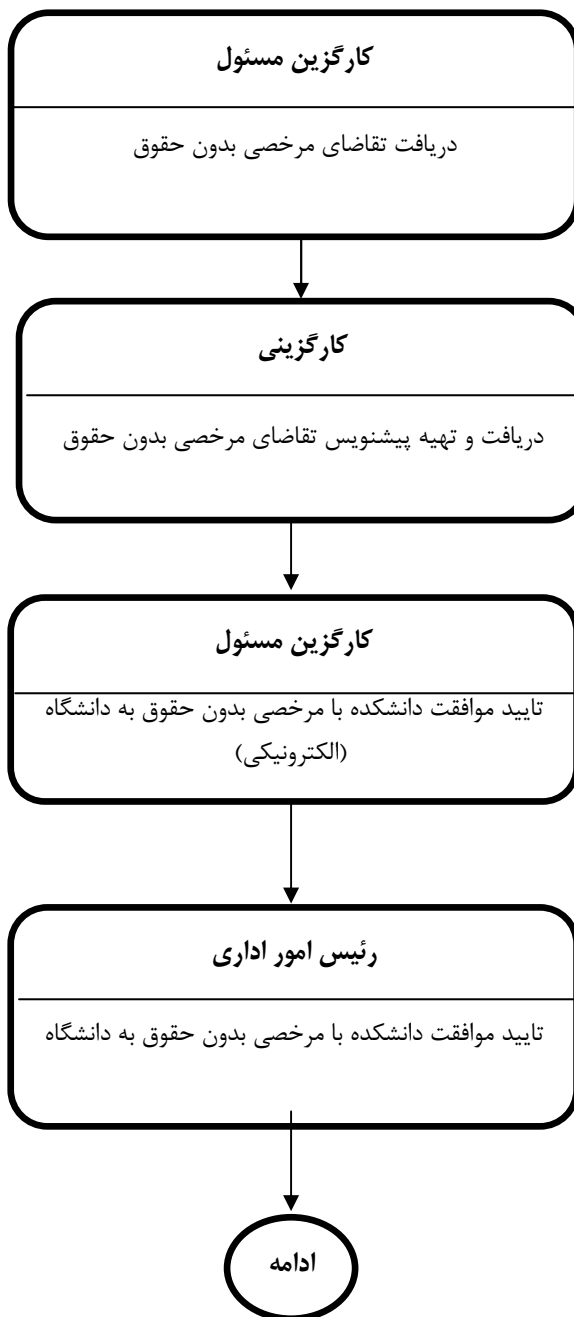 کارگزین مسئول
دریافت تقاضای مرخصی بدون حقوق
کارگزینی
دریافت و تهیه پیشنویس تقاضای مرخصی بدون حقوق
کارگزین مسئول
تایید موافقت دانشکده با مرخصی بدون حقوق به دانشگاه
(الکترونیکی)
رئیس امور اداری
تایید موافقت دانشکده با مرخصی بدون حقوق به دانشگاه
ادامه